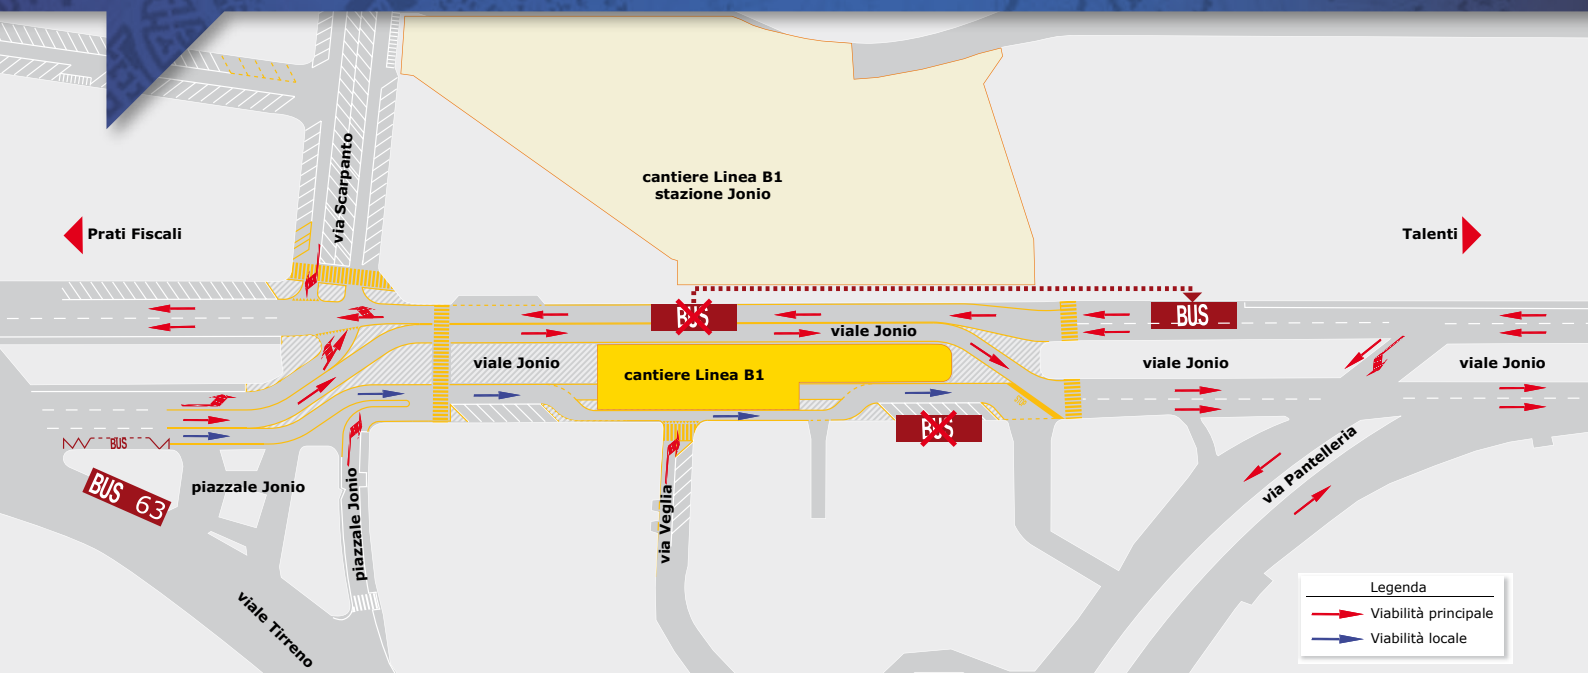 via Scarpanto
cantiere Linea B1
stazione Jonio
Prati Fiscali
Talenti
BUS
BUS
viale Jonio
viale Jonio
cantiere Linea B1
viale Jonio
viale Jonio
BUS
BUS
BUS 63
piazzale Jonio
piazzale Jonio
via Veglia
via Pantelleria
viale Tirreno
Legenda
Viabilità principale
Viabilità locale